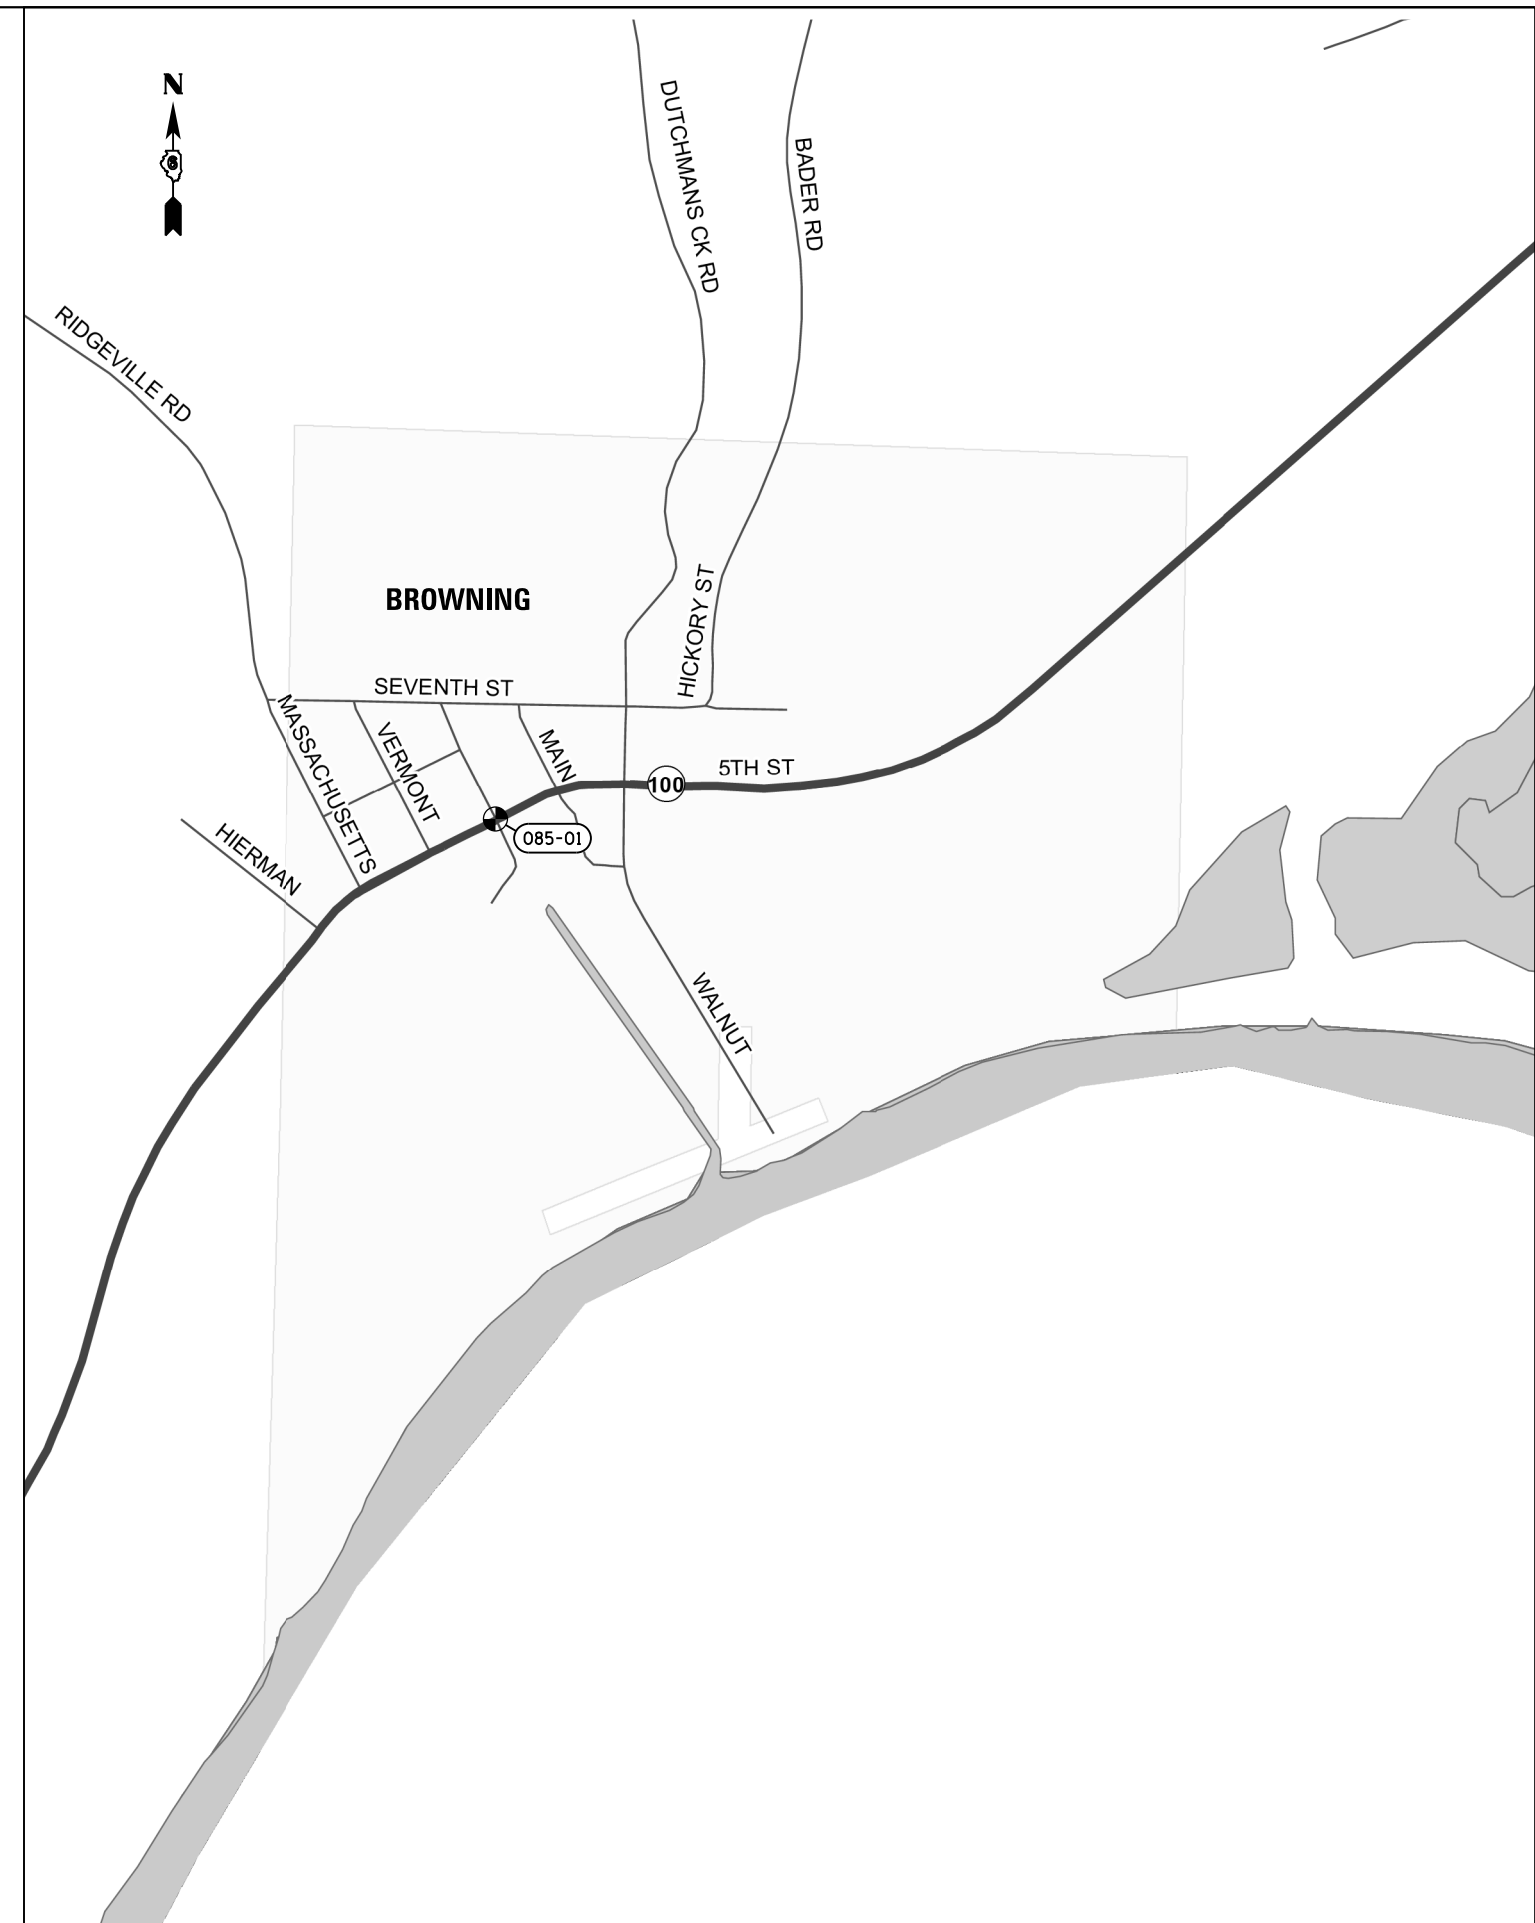 N
6
DUTCHMANS CK RD
BADER RD
RIDGEVILLE RD
BROWNING
HICKORY ST
SEVENTH ST
MASSACHUSETTS
VERMONT
MAIN
5TH ST
100
085-01
HIERMAN
WALNUT